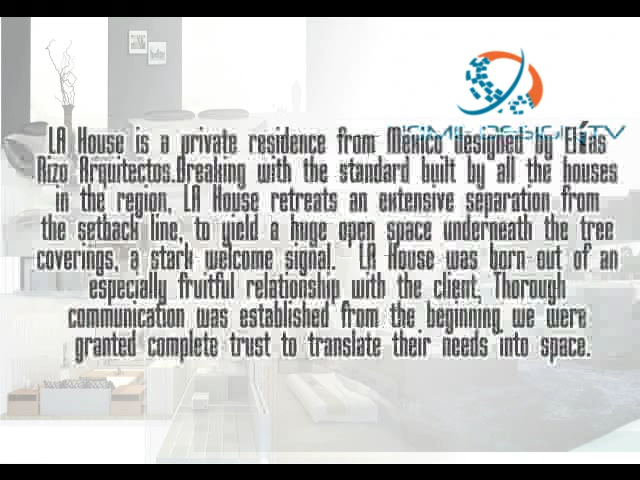 LA House is a private residence from Mexico designed by Elías
Rizo Arquitectos.Breaking with the standard built by all the houses
in the region, LA House retreats an extensive separation from
the setback line, to yield a huge open space underneath the tree
coverings, a stark welcome signal. LA House was born out of an
especially fruitful relationship with the client, Thorough
communication was established from the beginning we were
granted complete trust to translate their needs into space.